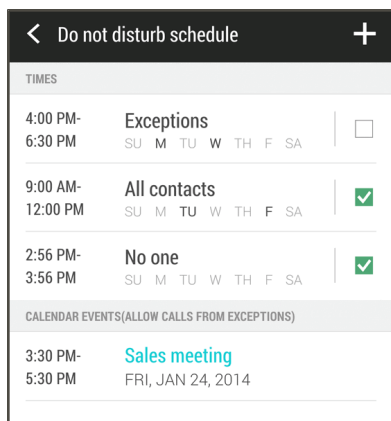 Do not disturb schedule
TIMES
4:00 PM-
6:30 PM
Exceptions
SU M TU W TH F SA
9:00 AM-
12:00 PM
All contacts
SU M TU W TH F SA
2:56 PM-
3:56 PM
No one
SU M TU W TH F SA
CALENDAR EVENTS(ALLOW CALLS FROM EXCEPTIONS)
3:30 PM-
5:30 PM
Sales meeting
FRI, JAN 24, 2014